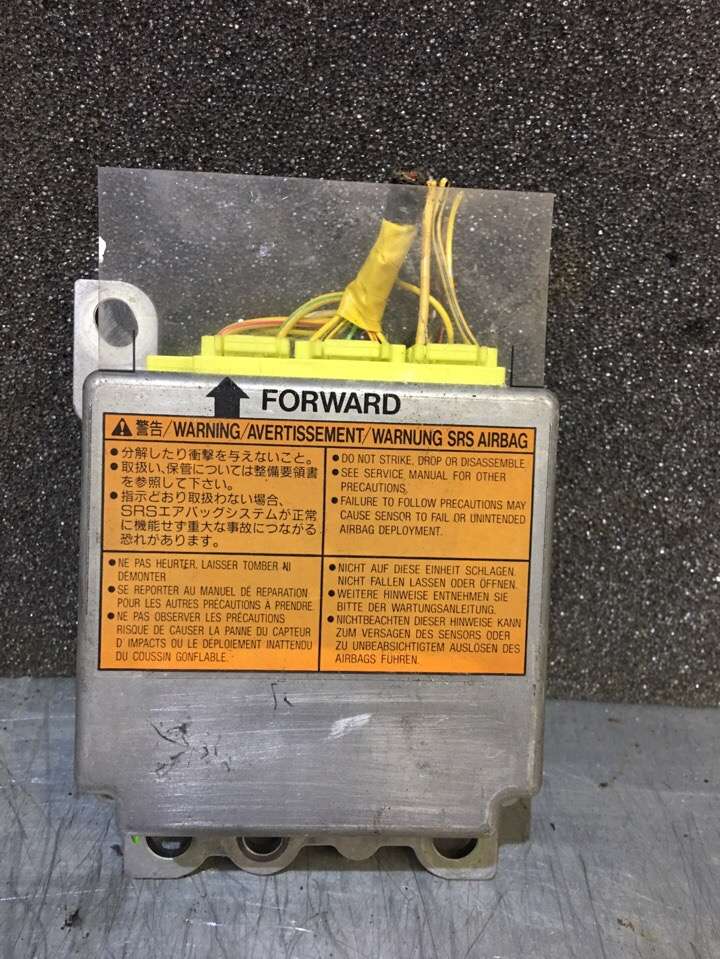 FORWARD
警告/WARNING/AVERTISSEMENT/WARNUNG SRS AIRBAG
●分解したり衝撃を与えないこと。
●取扱い、保管については整備要領書
を参照して下さい。
●指示どおり取扱わない場合、
SRSエアバッグシステムが正常
に機能せず重大な事故につながる
恐れがあります。
●DO NOT STRIKE, DROP OR DISASSEMBLE
●SEE SERVICE MANUAL FOR OTHER
PRECAUTIONS.
●FAILURE TO FOLLOW PRECAUTIONS MAY
CAUSE SENSOR TO FAIL OR UNINTENDED
AIRBAG DEPLOYMENT.
●NE PAS HEURTER, LAISSER TOMBER NI
DEMONTER
●SE REPORTER AU MANUEL DE REPARATION
POUR LES AUTRES PRÉCAUTIONS À PRENDRE.
●NE PAS OBSERVER LES PRÉCAUTIONS
RISQUE DE CAUSER LA PANNE DU CAPTEUR
D'IMPACTS OU LE DÉPLOIEMENT INATTENDU
DU COUSSIN GONFLABLE.
●NICHT AUF DIESE EINHEIT SCHLAGEN.
NICHT FALLEN LASSEN ODER ÖFFNEN.
●WEITERE HINWEISE ENTNEHMEN SIE
BITTE DER WARTUNGSANLEITUNG.
●NICHTBEACHTEN DIESER HINWEISE KANN
ZUM VERSAGEN DES SENSORS ODER
ZU UNBEABSICHTIGTEM AUSLÖSEN DES
AIRBAGS FÜHREN.